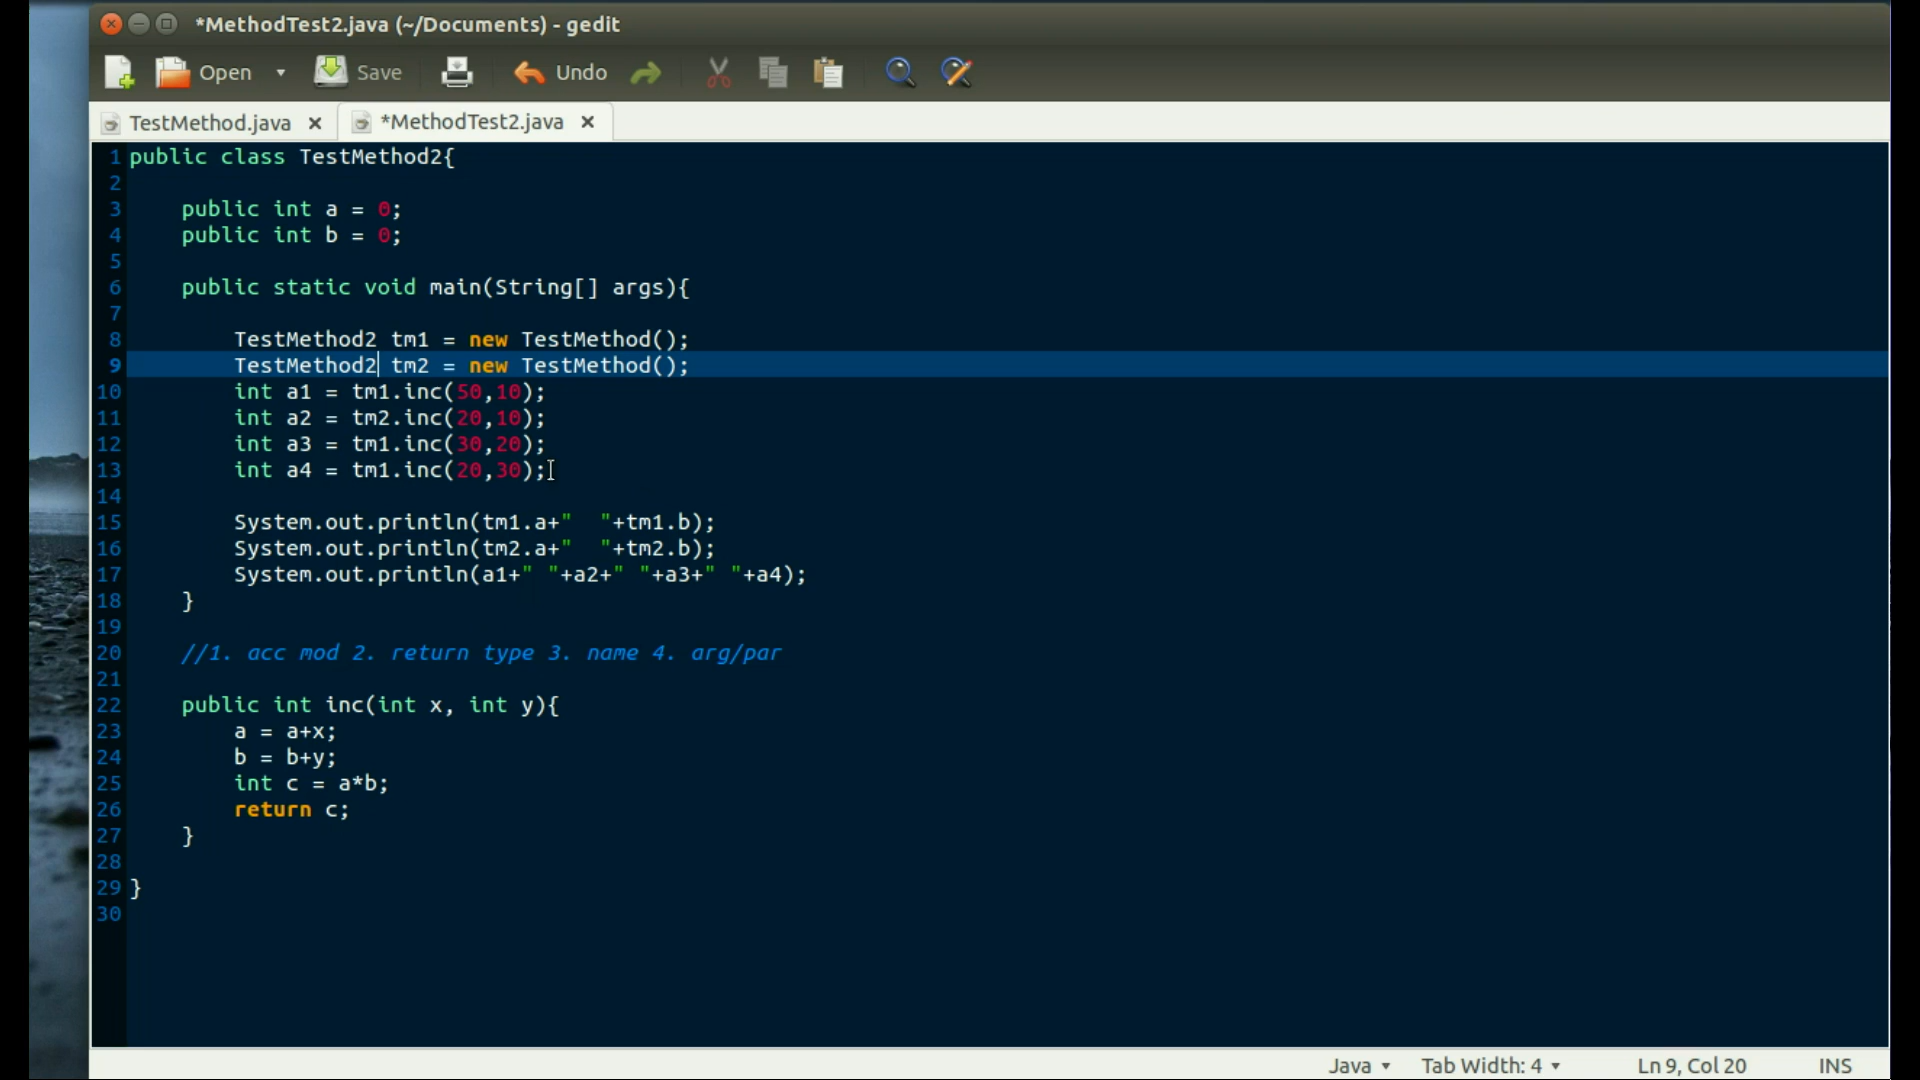 *MethodTest2.java (~/Documents) - gedit
Open Save Undo
TestMethod.java *MethodTest2.java
1 public class TestMethod2{
2
3 public int a = 0;
4 public int b = 0;
5
6 public static void main(String[] args){
7
8 TestMethod2 tm1 = new TestMethod();
9 TestMethod2 tm2 = new TestMethod();
10 int a1 = tm1.inc(50,10);
11 int a2 = tm2.inc(20,10);
12 int a3 = tm1.inc(30,20);
13 int a4 = tm1.inc(20,30);
14
15 System.out.println(tm1.a+"  "+tm1.b);
16 System.out.println(tm2.a+"  "+tm2.b);
17 System.out.println(a1+" "+a2+" "+a3+" "+a4);
18 }
19
20 //1. acc mod 2. return type 3. name 4. arg/par
21
22 public int inc(int x, int y){
23 a = a+x;
24 b = b+y;
25 int c = a*b;
26 return c;
27 }
28
29 }
30
Java Tab Width: 4 Ln 9, Col 20 INS